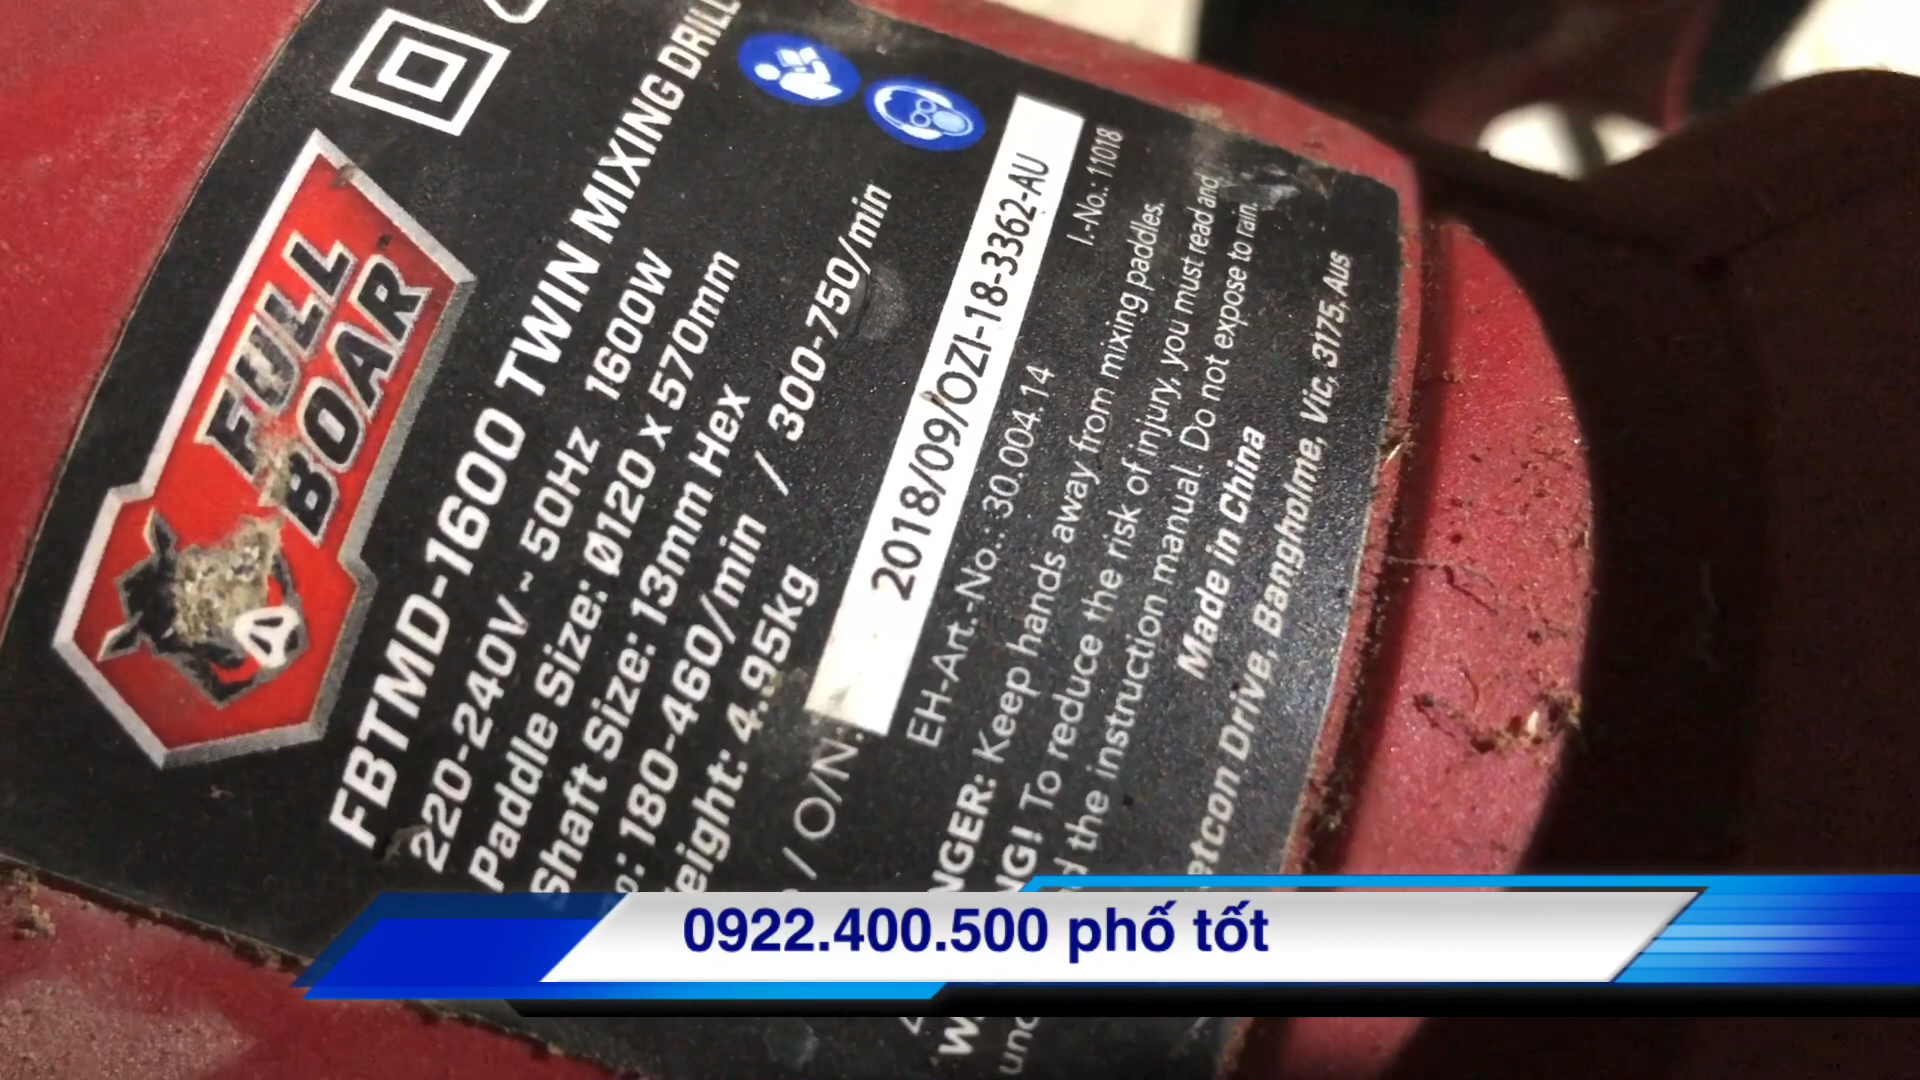 FULL
BOAR
FBTMD-1600 TWIN MIXING DRILL
220-240V ~ 50Hz 1600W
Paddle Size: Ø120 x 570mm
Shaft Size: 13mm Hex
: 180-460/min / 300-750/min
eight: 4.95kg
/ O/N:
2018/09/OZI-18-3362-AU
EH-Art.-No.: 30.004.14 I.-No.: 11018
NGER: Keep hands away from mixing paddles.
NG! To reduce the risk of injury, you must read and
the instruction manual. Do not expose to rain.
Made in China
etcon Drive, Bangholme, Vic, 3175, Aus
0922.400.500 phố tốt